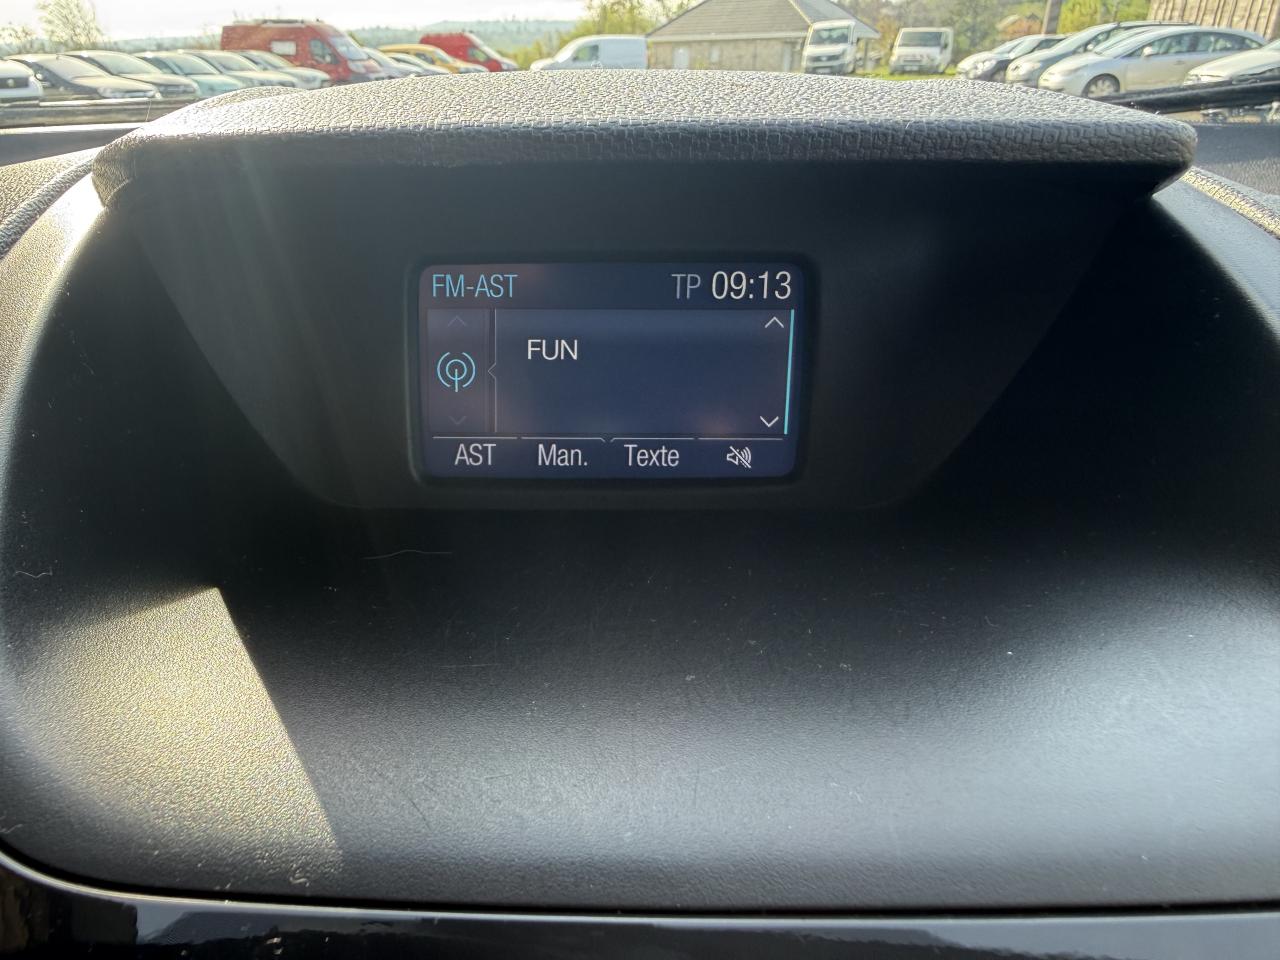 FM-AST TP 09:13
FUN
AST Man. Texte